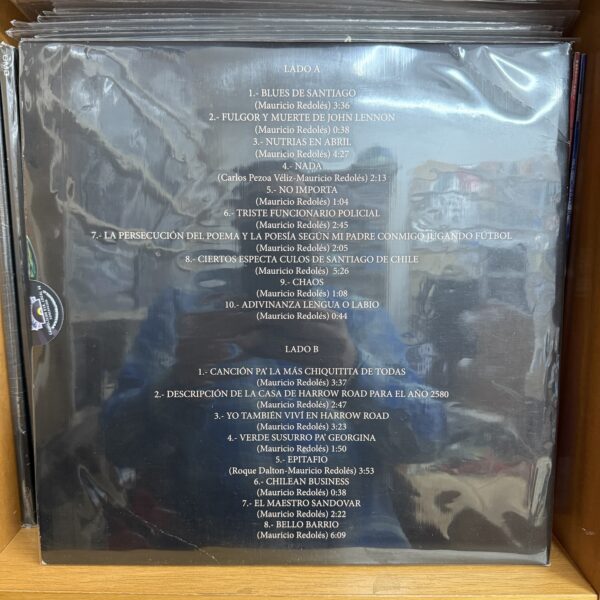 LADO A
1.- BLUES DE SANTIAGO
(Mauricio Redolés) 3:36
2.- FULGOR Y MUERTE DE JOHN LENNON
(Mauricio Redolés) 0:38
3.- NUTRIAS EN ABRIL
(Mauricio Redolés) 4:27
4.- NADA
(Carlos Pezoa Véliz-Mauricio Redolés) 2:13
5.- NO IMPORTA
(Mauricio Redolés) 1:04
6.- TRISTE FUNCIONARIO POLICIAL
(Mauricio Redolés) 2:45
7.- LA PERSECUCIÓN DEL POEMA Y LA POESÍA SEGÚN MI PADRE CONMIGO JUGANDO FÚTBOL
(Mauricio Redolés) 2:05
8.- CIERTOS ESPECTA CULOS DE SANTIAGO DE CHILE
(Mauricio Redolés) 5:26
9.- CHAOS
(Mauricio Redolés) 1:08
10.- ADIVINANZA LENGUA O LABIO
(Mauricio Redolés) 0:44
LADO B
1.- CANCIÓN PA' LA MÁS CHIQUITITA DE TODAS
(Mauricio Redolés) 3:37
2.- DESCRIPCIÓN DE LA CASA DE HARROW ROAD PARA EL AÑO 2580
(Mauricio Redolés) 2:47
3.- YO TAMBIÉN VIVÍ EN HARROW ROAD
(Mauricio Redolés) 3:23
4.- VERDE SUSURRO PA' GEORGINA
(Mauricio Redolés) 1:50
5.- EPITAFIO
(Roque Dalton-Mauricio Redolés) 3:53
6.- CHILEAN BUSINESS
(Mauricio Redolés) 0:38
7.- EL MAESTRO SANDOVAR
(Mauricio Redolés) 2:22
8.- BELLO BARRIO
(Mauricio Redolés) 6:09